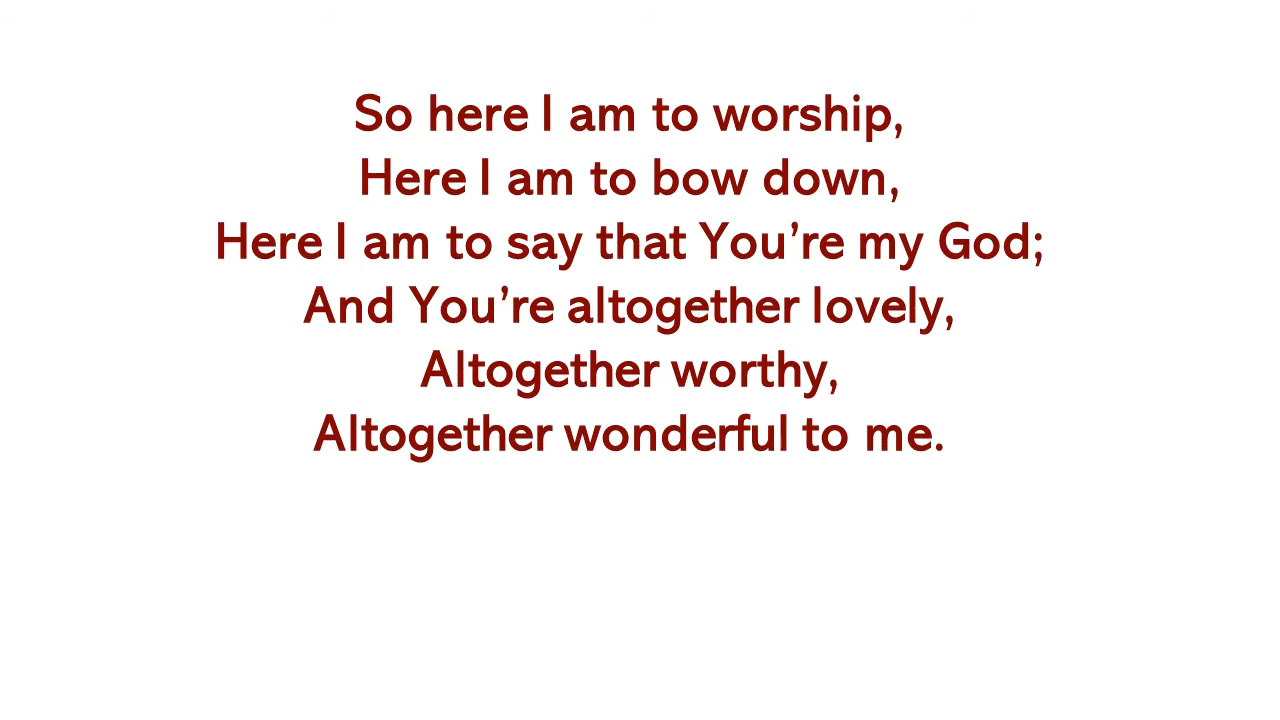 So here I am to worship,
Here I am to bow down,
Here I am to say that You’re my God;
And You’re altogether lovely,
Altogether worthy,
Altogether wonderful to me.